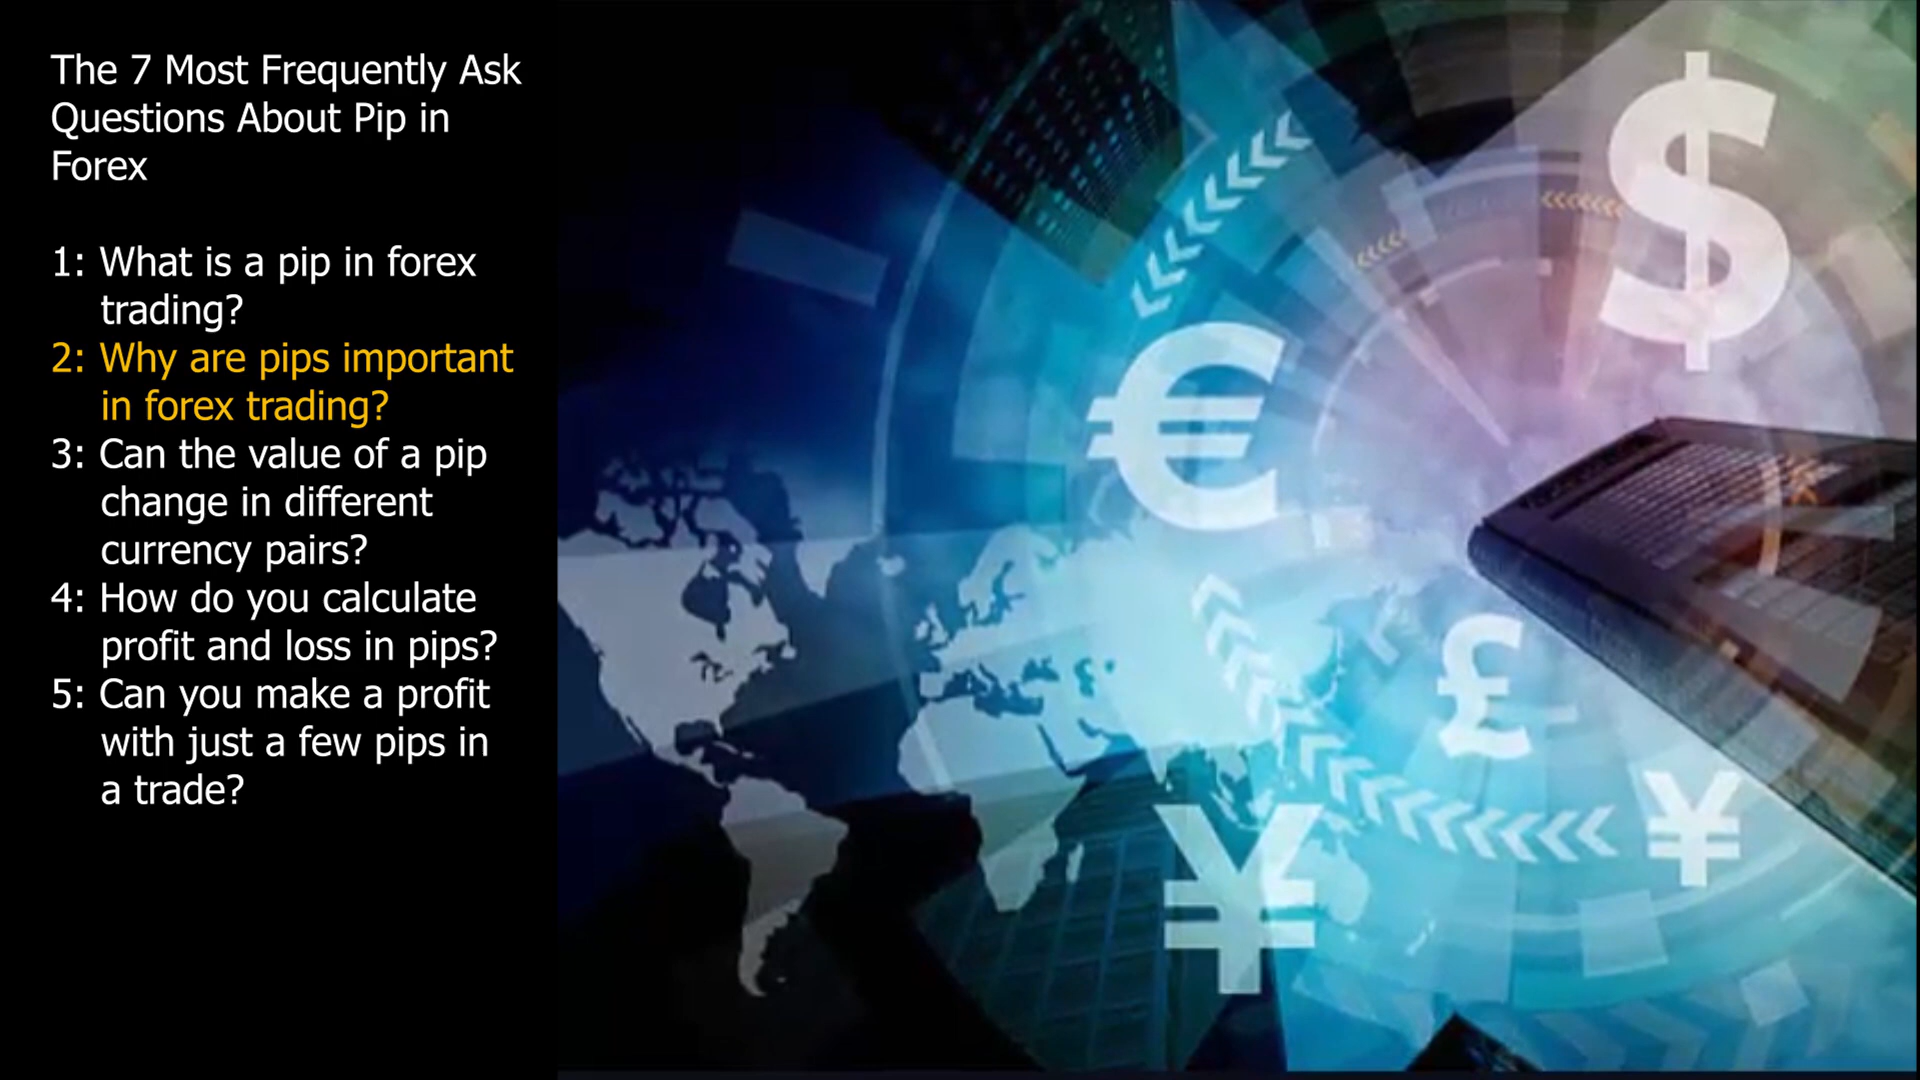 The 7 Most Frequently Ask
Questions About Pip in
Forex
1: What is a pip in forex
trading?
2: Why are pips important
in forex trading?
3: Can the value of a pip
change in different
currency pairs?
4: How do you calculate
profit and loss in pips?
5: Can you make a profit
with just a few pips in
a trade?
$
€
£
¥
¥